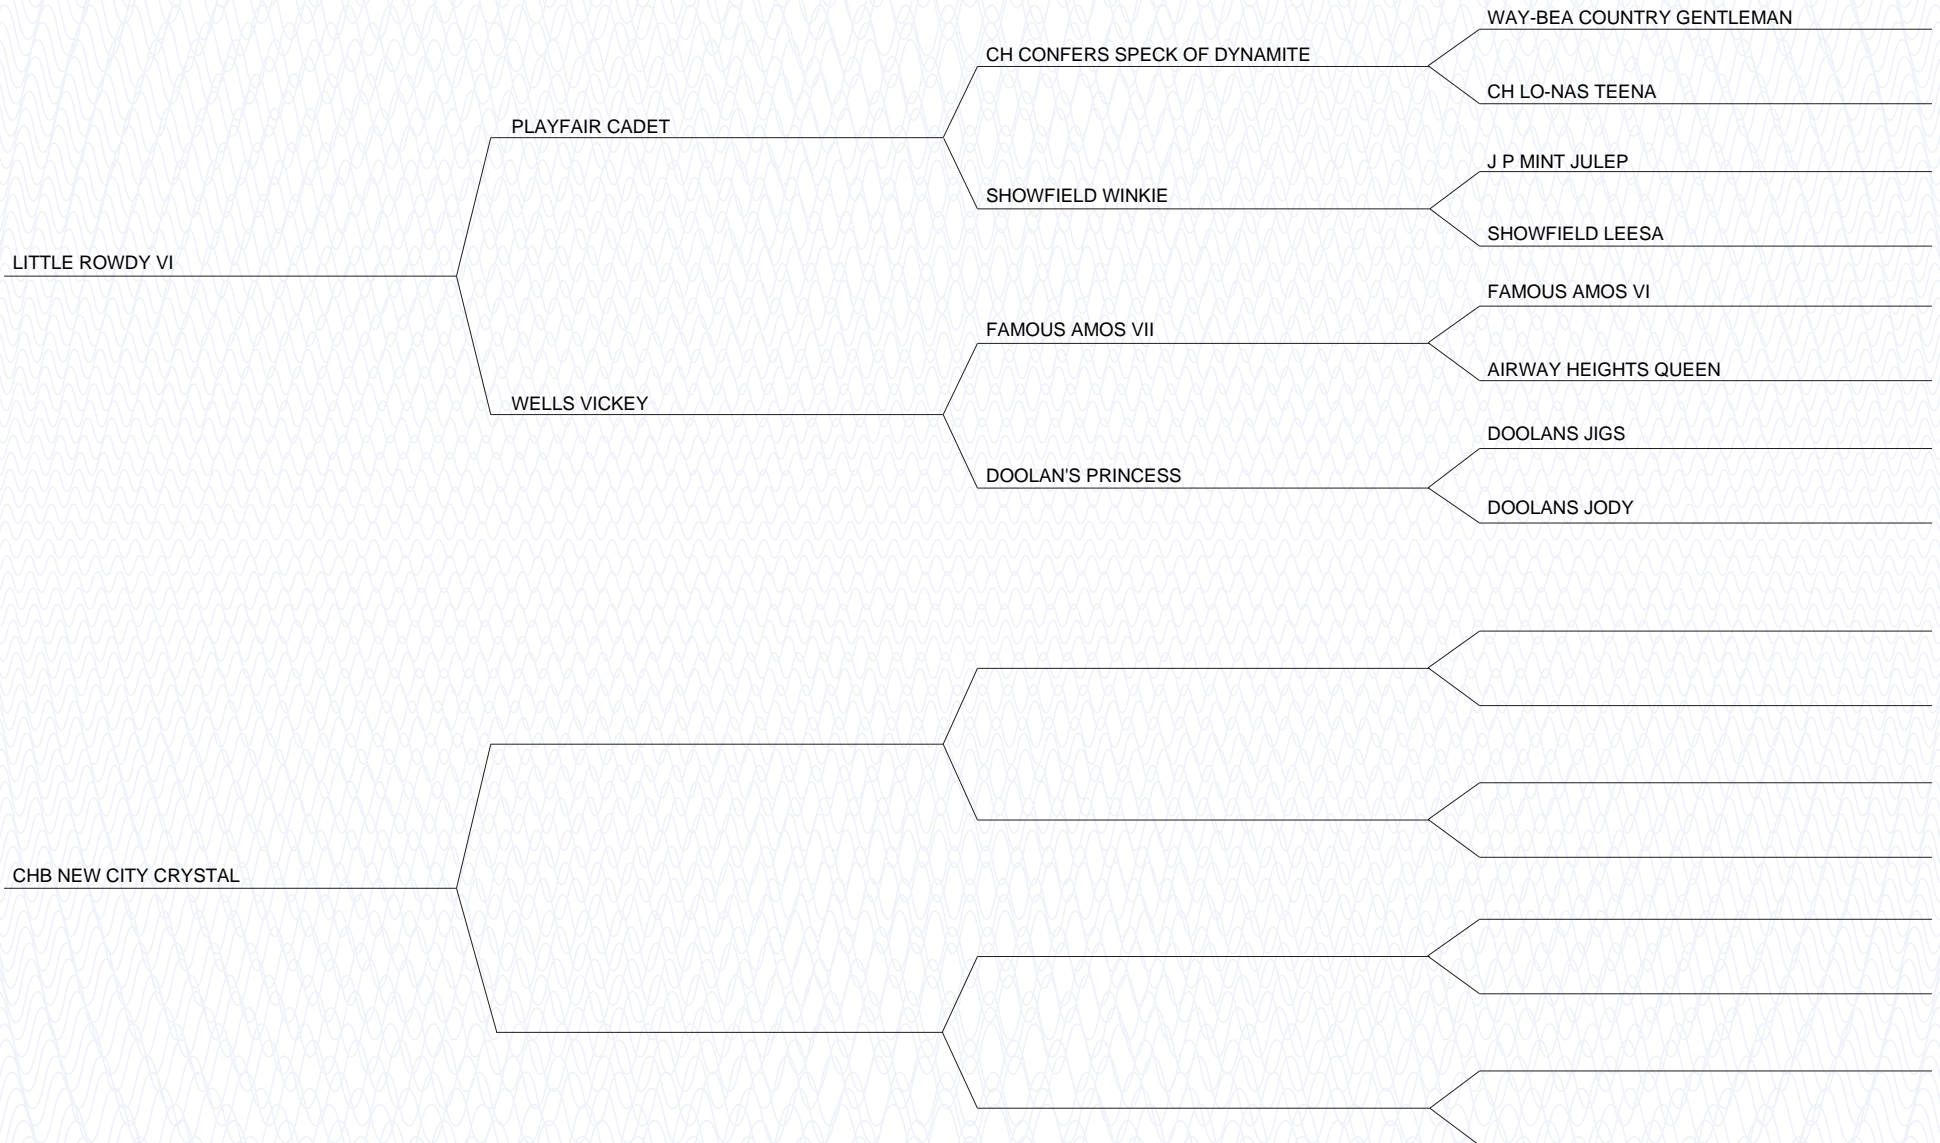 WAY-BEA COUNTRY GENTLEMAN
CH CONFERS SPECK OF DYNAMITE
CH LO-NAS TEENA
PLAYFAIR CADET
J P MINT JULEP
SHOWFIELD WINKIE
SHOWFIELD LEESA
LITTLE ROWDY VI
FAMOUS AMOS VI
FAMOUS AMOS VII
AIRWAY HEIGHTS QUEEN
WELLS VICKEY
DOOLANS JIGS
DOOLAN'S PRINCESS
DOOLANS JODY
CHB NEW CITY CRYSTAL